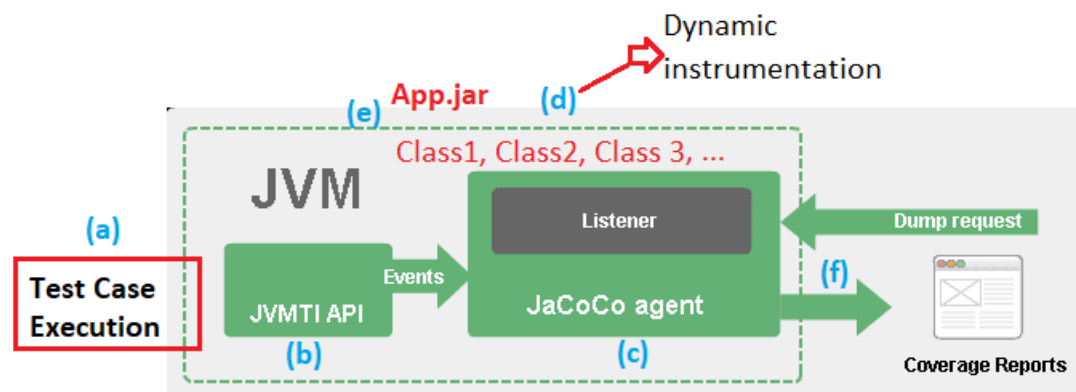 Dynamic
instrumentation
App.jar
(d)
(e)
Class1, Class2, Class 3, ...
JVM
Listener
Dump request
(a)
Test Case
Execution
Events
(f)
JVMTI API
JaCoCo agent
(b)
(c)
Coverage Reports